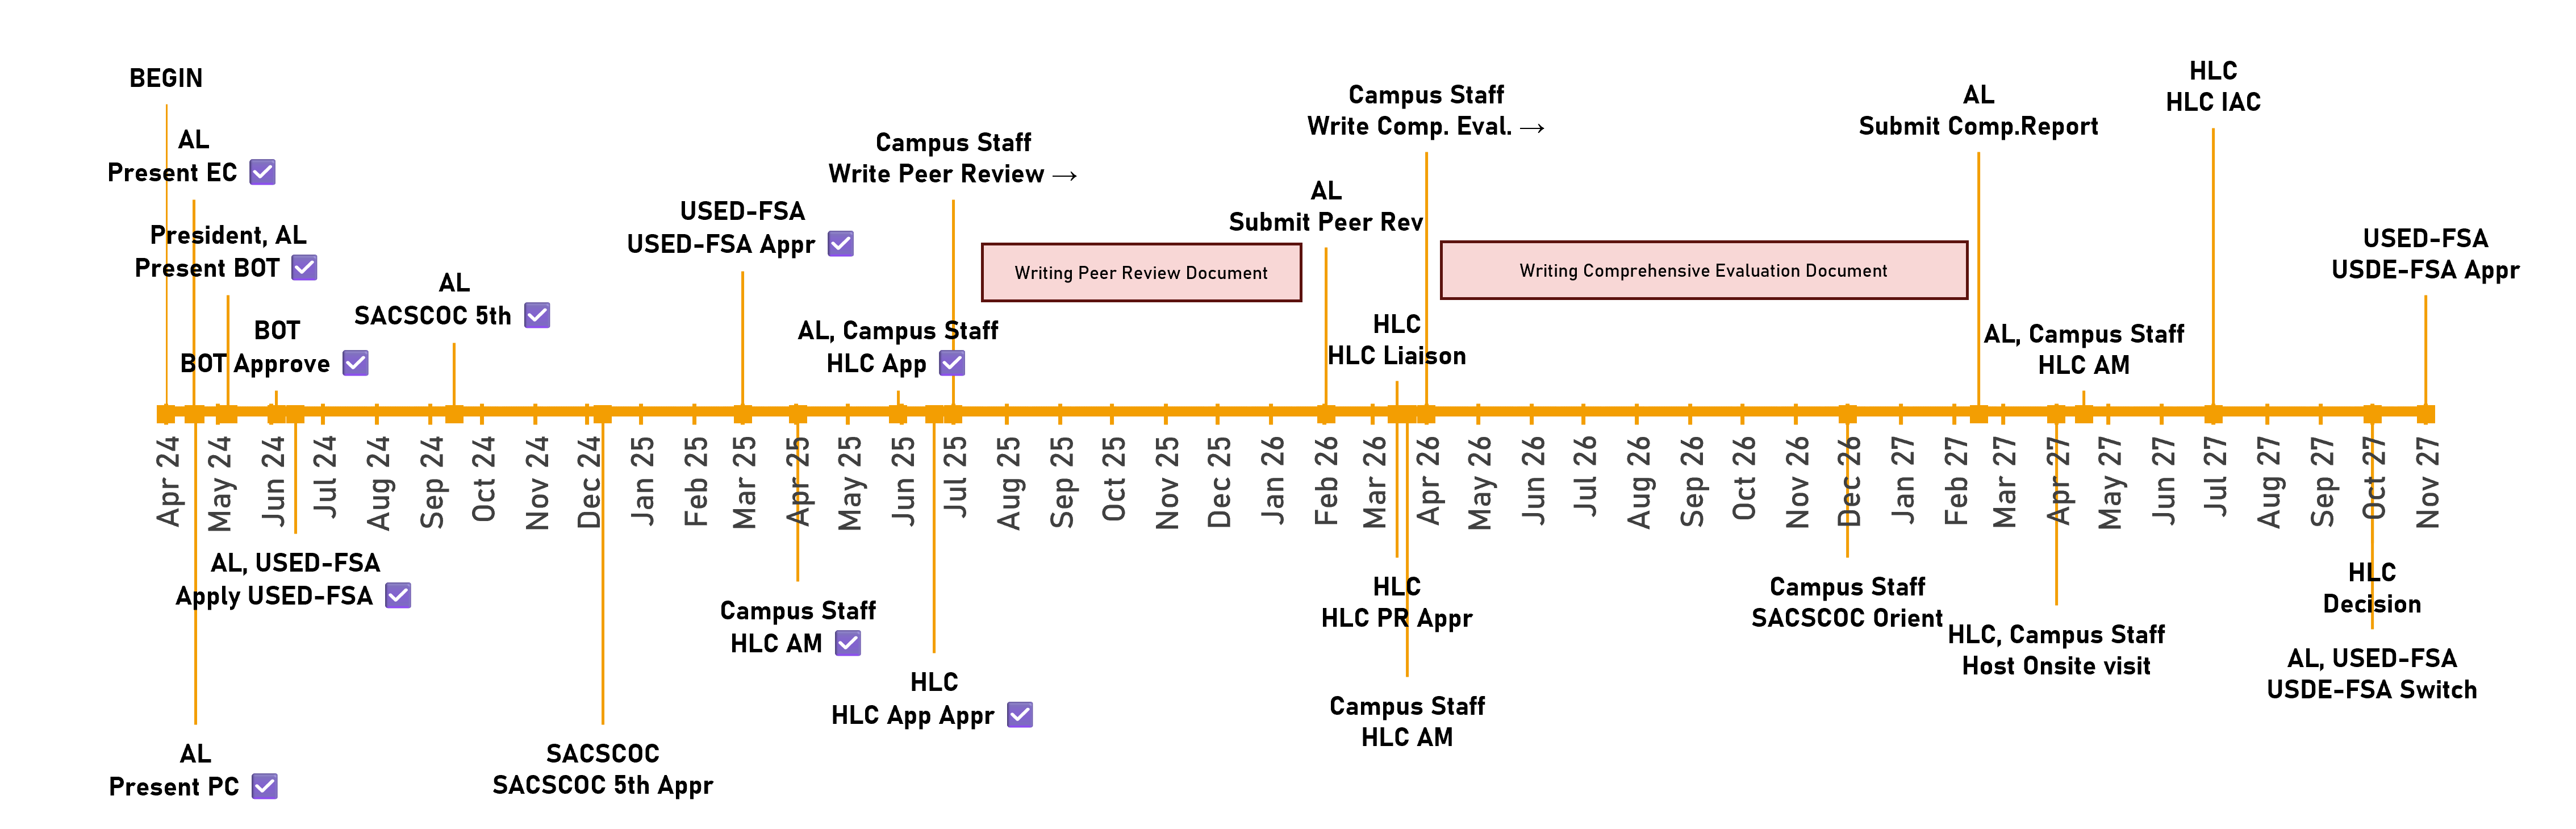 BEGIN
AL
Present EC ✅
President, AL
Present BOT ✅
BOT
BOT Approve ✅
AL
SACSCOC 5th ✅
USED-FSA
USED-FSA Appr ✅
Campus Staff
Write Peer Review →
AL, Campus Staff
HLC App ✅
Writing Peer Review Document
AL
Submit Peer Rev
Campus Staff
Write Comp. Eval. →
HLC
HLC Liaison
Writing Comprehensive Evaluation Document
AL
Submit Comp.Report
AL, Campus Staff
HLC AM
HLC
HLC IAC
USED-FSA
USDE-FSA Appr
Apr 24
May 24
Jun 24
Jul 24
Aug 24
Sep 24
Oct 24
Nov 24
Dec 24
Jan 25
Feb 25
Mar 25
Apr 25
May 25
Jun 25
Jul 25
Aug 25
Sep 25
Oct 25
Nov 25
Dec 25
Jan 26
Feb 26
Mar 26
Apr 26
May 26
Jun 26
Jul 26
Aug 26
Sep 26
Oct 26
Nov 26
Dec 26
Jan 27
Feb 27
Mar 27
Apr 27
May 27
Jun 27
Jul 27
Aug 27
Sep 27
Oct 27
Nov 27
AL, USED-FSA
Apply USED-FSA ✅
AL
Present PC ✅
SACSCOC
SACSCOC 5th Appr
Campus Staff
HLC AM ✅
HLC
HLC App Appr ✅
HLC
HLC PR Appr
Campus Staff
HLC AM
Campus Staff
SACSCOC Orient
HLC, Campus Staff
Host Onsite visit
HLC
Decision
AL, USED-FSA
USDE-FSA Switch